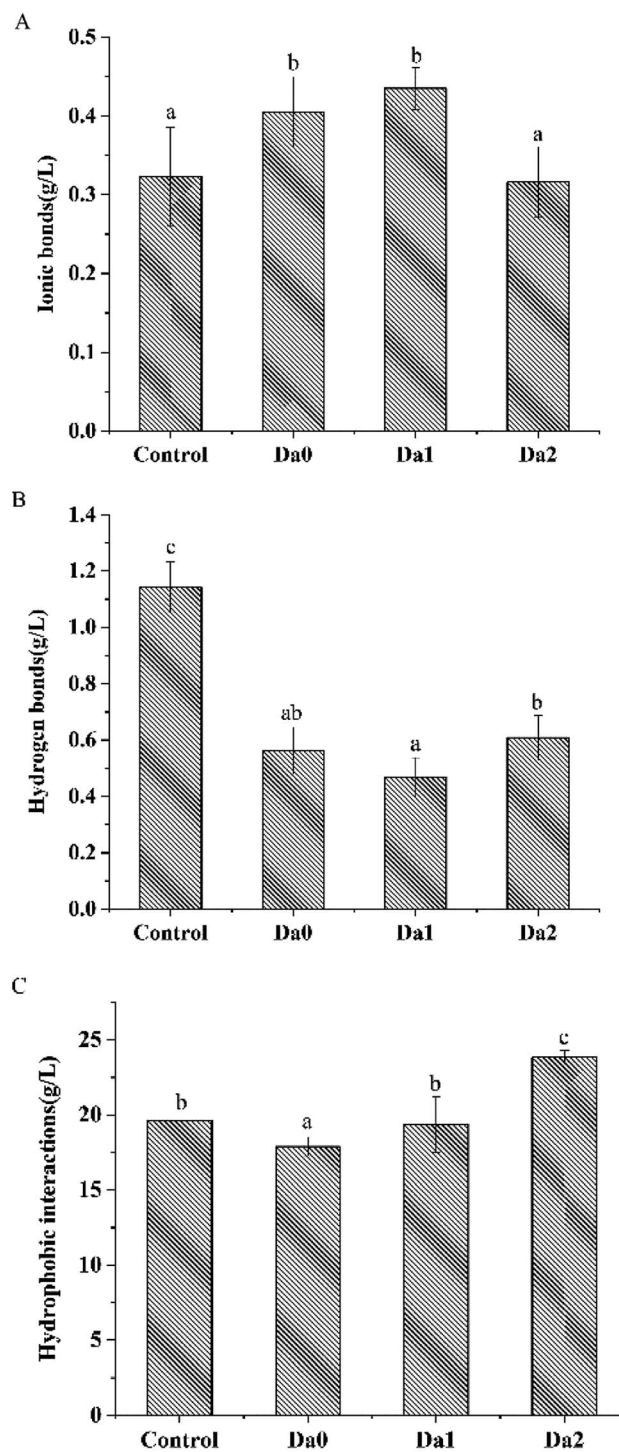 A
Ionic bonds(g/L)
0.5
0.4
0.3
0.2
0.1
0.0
a
b
b
a
Control Da0 Da1 Da2
B
Hydrogen bonds(g/L)
1.4
1.2
1.0
0.8
0.6
0.4
0.2
0.0
c
ab
a
b
Control Da0 Da1 Da2
C
Hydrophobic interactions(g/L)
25
20
15
10
5
0
b
a
b
c
Control Da0 Da1 Da2